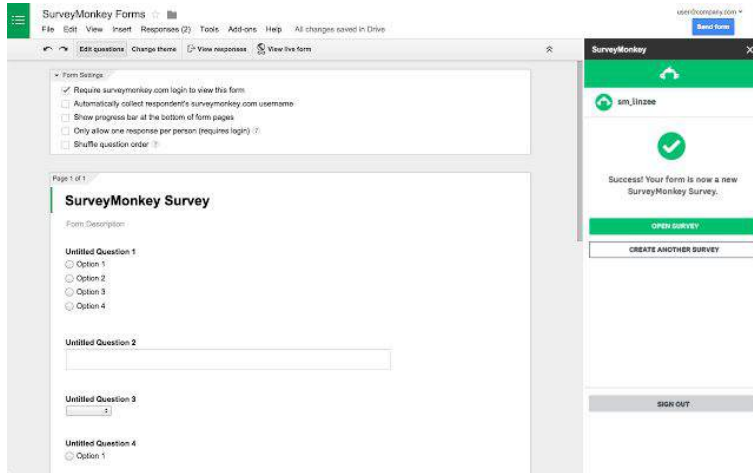 SurveyMonkey Forms
user@company.com
File Edit View Insert Responses (2) Tools Add-ons Help All changes saved in Drive
Send form
Edit questions Change theme View responses View live form
SurveyMonkey X
Form Settings
Require surveymonkey.com login to view this form
Automatically collect respondent's surveymonkey.com username
Show progress bar at the bottom of form pages
Only allow one response per person (requires login) ?
Shuffle question order ?
sm_linzee
Success! Your form is now a new
SurveyMonkey Survey.
OPEN SURVEY
CREATE ANOTHER SURVEY
SIGN OUT
Page 1 of 1
SurveyMonkey Survey
Form Description
Untitled Question 1
Option 1
Option 2
Option 3
Option 4
Untitled Question 2
Untitled Question 3
Untitled Question 4
Option 1